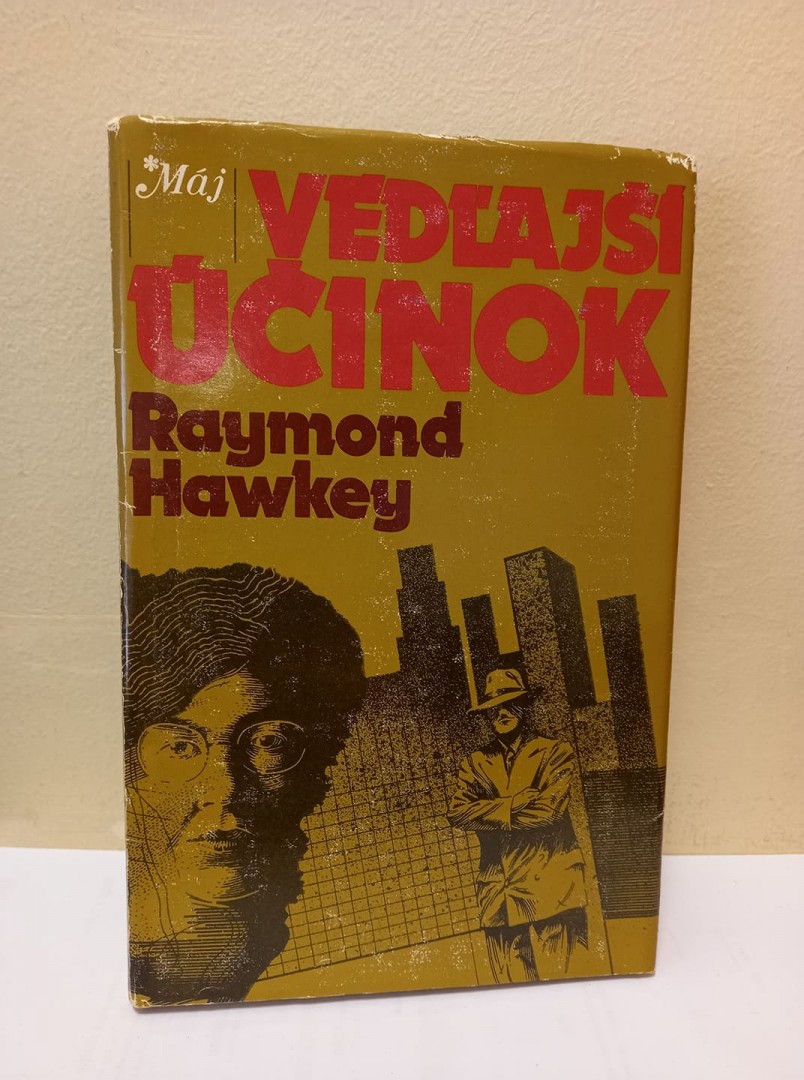 *Máj
VEDĽAJŠÍ
ÚČINOK
Raymond
Hawkey